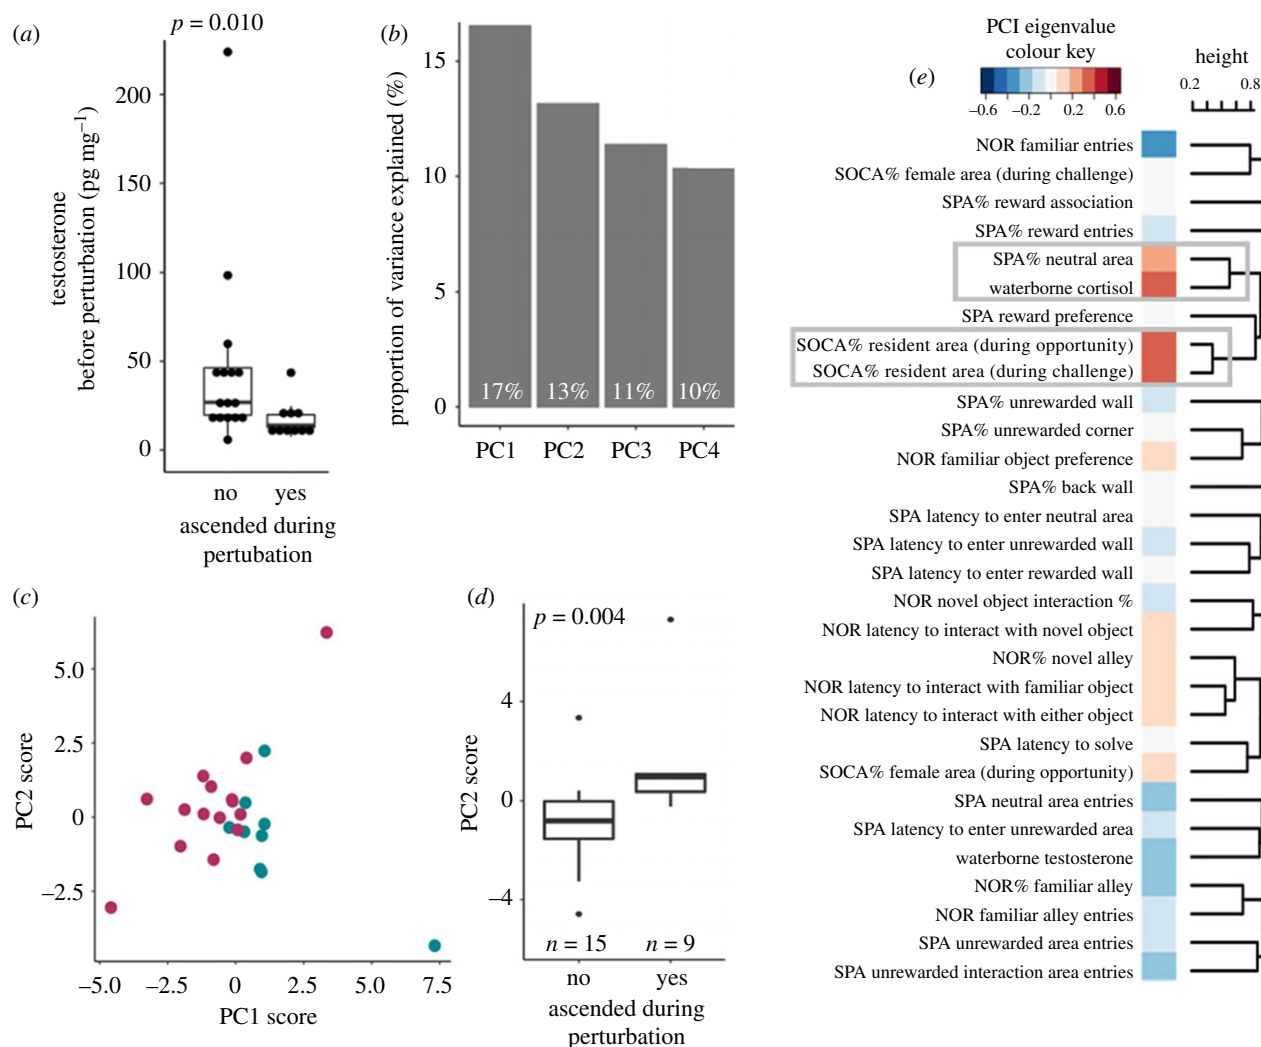 (a)
p = 0.010
200
150
100
50
0
testosterone
before perturbation (pg mg−1)
no yes
ascended during
pertubation
(b)
15
10
5
0
proportion of variance explained (%)
17% 13% 11% 10%
PC1 PC2 PC3 PC4
(c)
5.0
2.5
0
−2.5
PC2 score
−5.0 −2.5 0 2.5 5.0 7.5
PC1 score
(d)
p = 0.004
4
0
−4
PC2 score
n = 15 n = 9
no yes
ascended during
perturbation
(e)
PCI eigenvalue
colour key
−0.6 −0.2 0.2 0.6
height
0.2 0.8
NOR familiar entries
SOCA% female area (during challenge)
SPA% reward association
SPA% reward entries
SPA% neutral area
waterborne cortisol
SPA reward preference
SOCA% resident area (during opportunity)
SOCA% resident area (during challenge)
SPA% unrewarded wall
SPA% unrewarded corner
NOR familiar object preference
SPA% back wall
SPA latency to enter neutral area
SPA latency to enter unrewarded wall
SPA latency to enter rewarded wall
NOR novel object interaction %
NOR latency to interact with novel object
NOR% novel alley
NOR latency to interact with familiar object
NOR latency to interact with either object
SPA latency to solve
SOCA% female area (during opportunity)
SPA neutral area entries
SPA latency to enter unrewarded area
waterborne testosterone
NOR% familiar alley
NOR familiar alley entries
SPA unrewarded area entries
SPA unrewarded interaction area entries